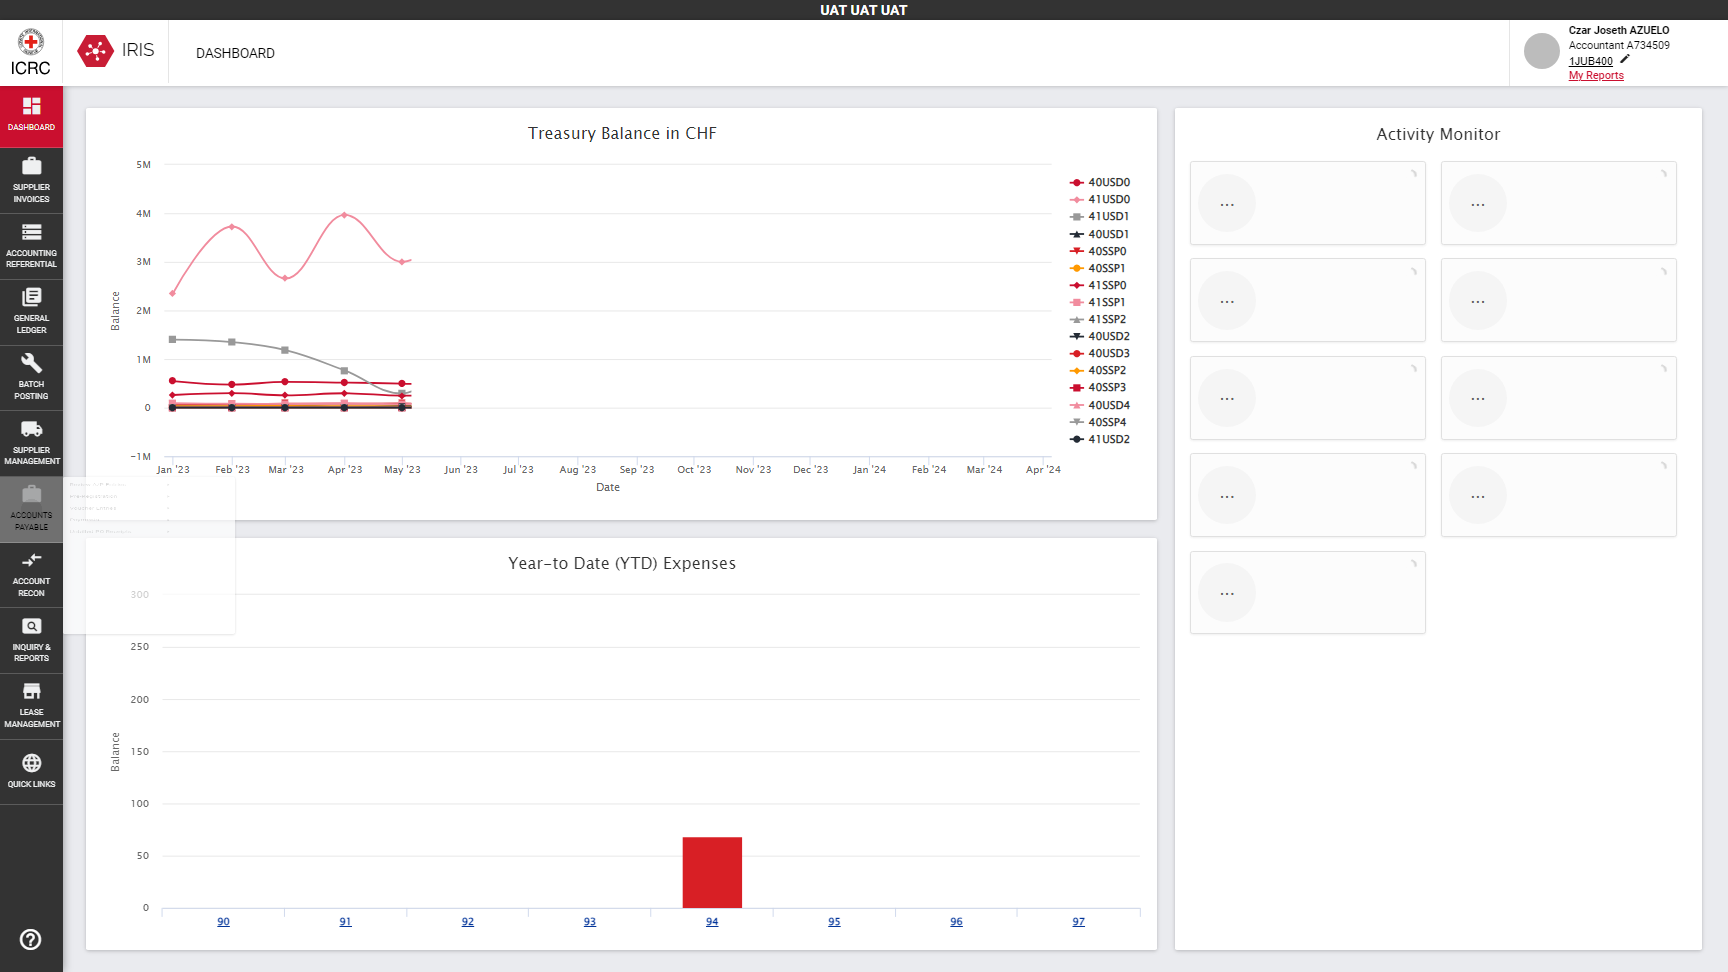 UAT UAT UAT
ICRC
IRIS
DASHBOARD
Czar Joseth AZUELO
Accountant A734509
1JUB400
My Reports
DASHBOARD
SUPPLIER
INVOICES
ACCOUNTING
REFERENTIAL
GENERAL
LEDGER
BATCH
POSTING
SUPPLIER
MANAGEMENT
ACCOUNTS
PAYABLE
ACCOUNT
RECON
INQUIRY &
REPORTS
LEASE
MANAGEMENT
QUICK LINKS
Treasury Balance in CHF
5M
4M
3M
2M
1M
0
−1M
Balance
Jan '23 Feb '23 Mar '23 Apr '23 May '23 Jun '23 Jul '23 Aug '23 Sep '23 Oct '23 Nov '23 Dec '23 Jan '24 Feb '24 Mar '24 Apr '24
Date
40USD0
41USD0
41USD1
40USD1
40SSP0
40SSP1
41SSP0
41SSP1
41SSP2
40USD2
40USD3
40SSP2
40SSP3
40USD4
40SSP4
41USD2
Year-to Date (YTD) Expenses
300
250
200
150
100
50
0
Balance
90 91 92 93 94 95 96 97
Activity Monitor
... ...
... ...
... ...
... ...
...